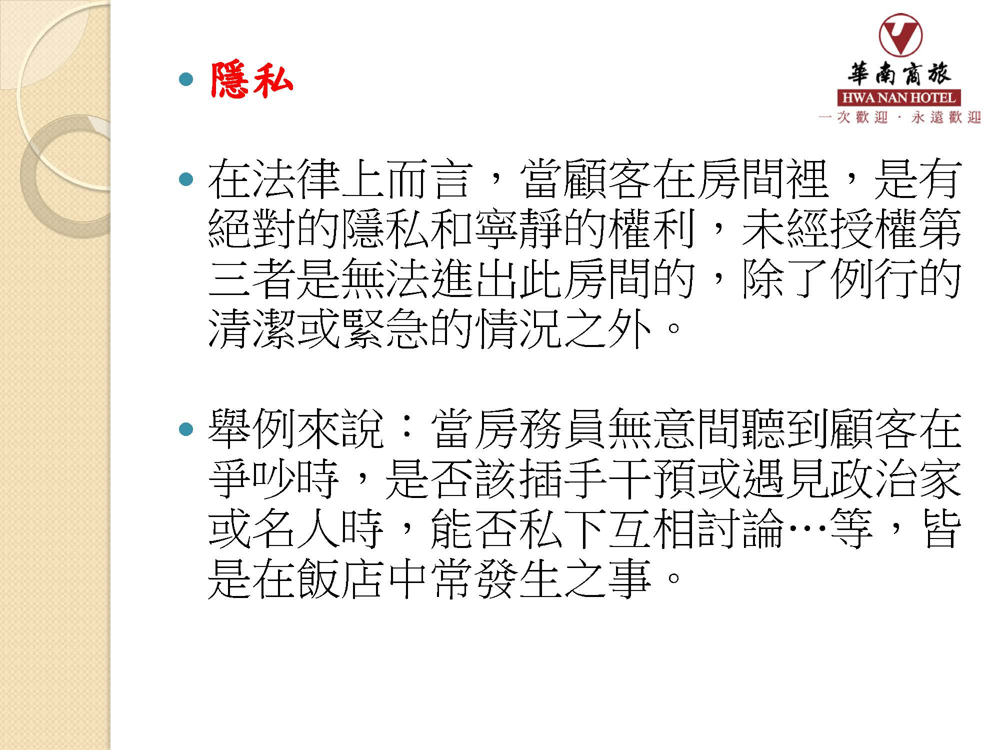 華南商旅
HWA NAN HOTEL
一次歡迎．永遠歡迎
• 隱私
• 在法律上而言，當顧客在房間裡，是有
絕對的隱私和寧靜的權利，未經授權第
三者是無法進出此房間的，除了例行的
清潔或緊急的情況之外。
• 舉例來說：當房務員無意間聽到顧客在
爭吵時，是否該插手干預或遇見政治家
或名人時，能否私下互相討論…等，皆
是在飯店中常發生之事。